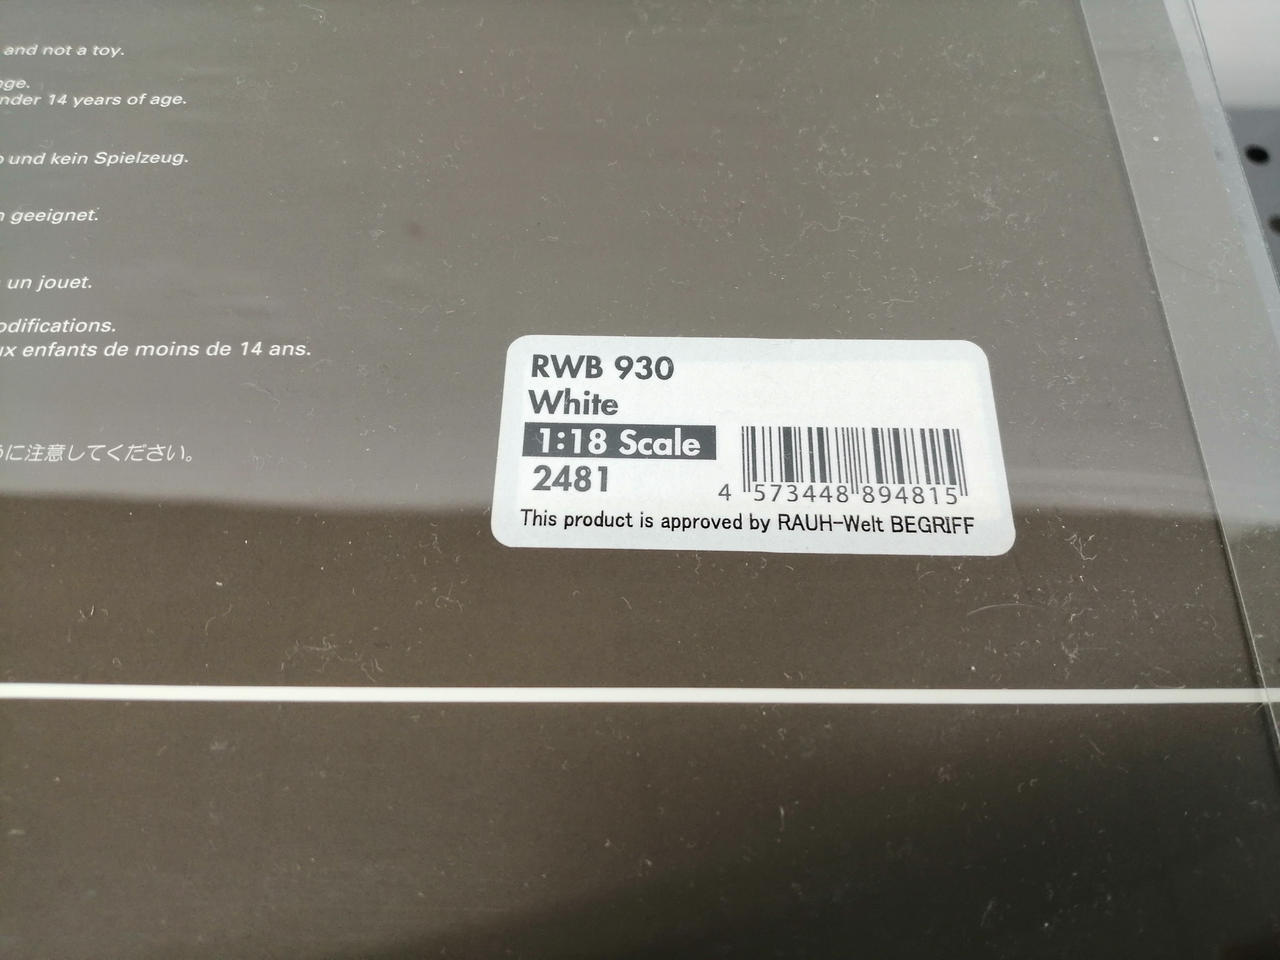 and not a toy.
nder 14 years of age.
und kein Spielzeug.
geeignet.
un jouet.
odifications.
ux enfants de moins de 14 ans.
に注意してください。
RWB 930
White
1:18 Scale
2481
4 573448 894815
This product is approved by RAUH-Welt BEGRIFF